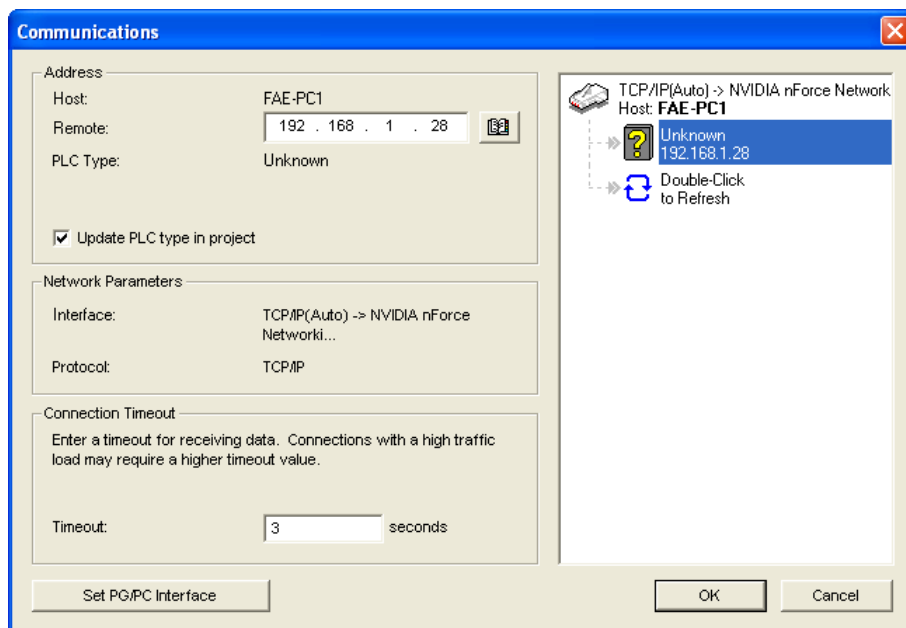 Communications
Address
Host: FAE-PC1
Remote: 192 . 168 . 1 . 28
PLC Type: Unknown
Update PLC type in project
Network Parameters
Interface: TCP/IP(Auto) -> NVIDIA nForce
Networki...
Protocol: TCP/IP
Connection Timeout
Enter a timeout for receiving data. Connections with a high traffic
load may require a higher timeout value.
Timeout: 3 seconds
Set PG/PC Interface
TCP/IP(Auto) -> NVIDIA nForce Network
Host: FAE-PC1
Unknown
192.168.1.28
Double-Click
to Refresh
OK
Cancel